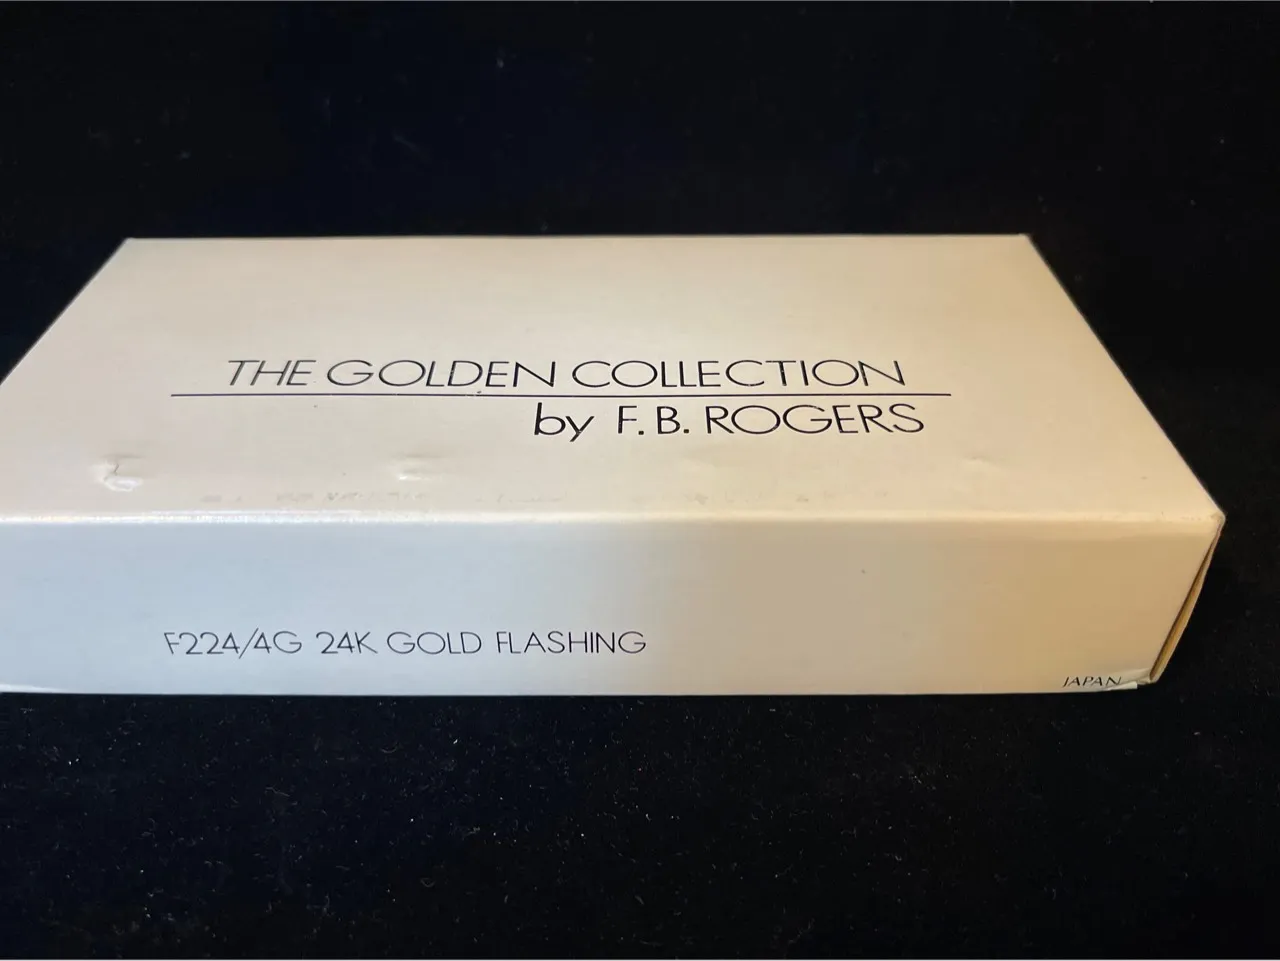 THE GOLDEN COLLECTION
by F. B. ROGERS
F224/4G 24K GOLD FLASHING
JAPAN